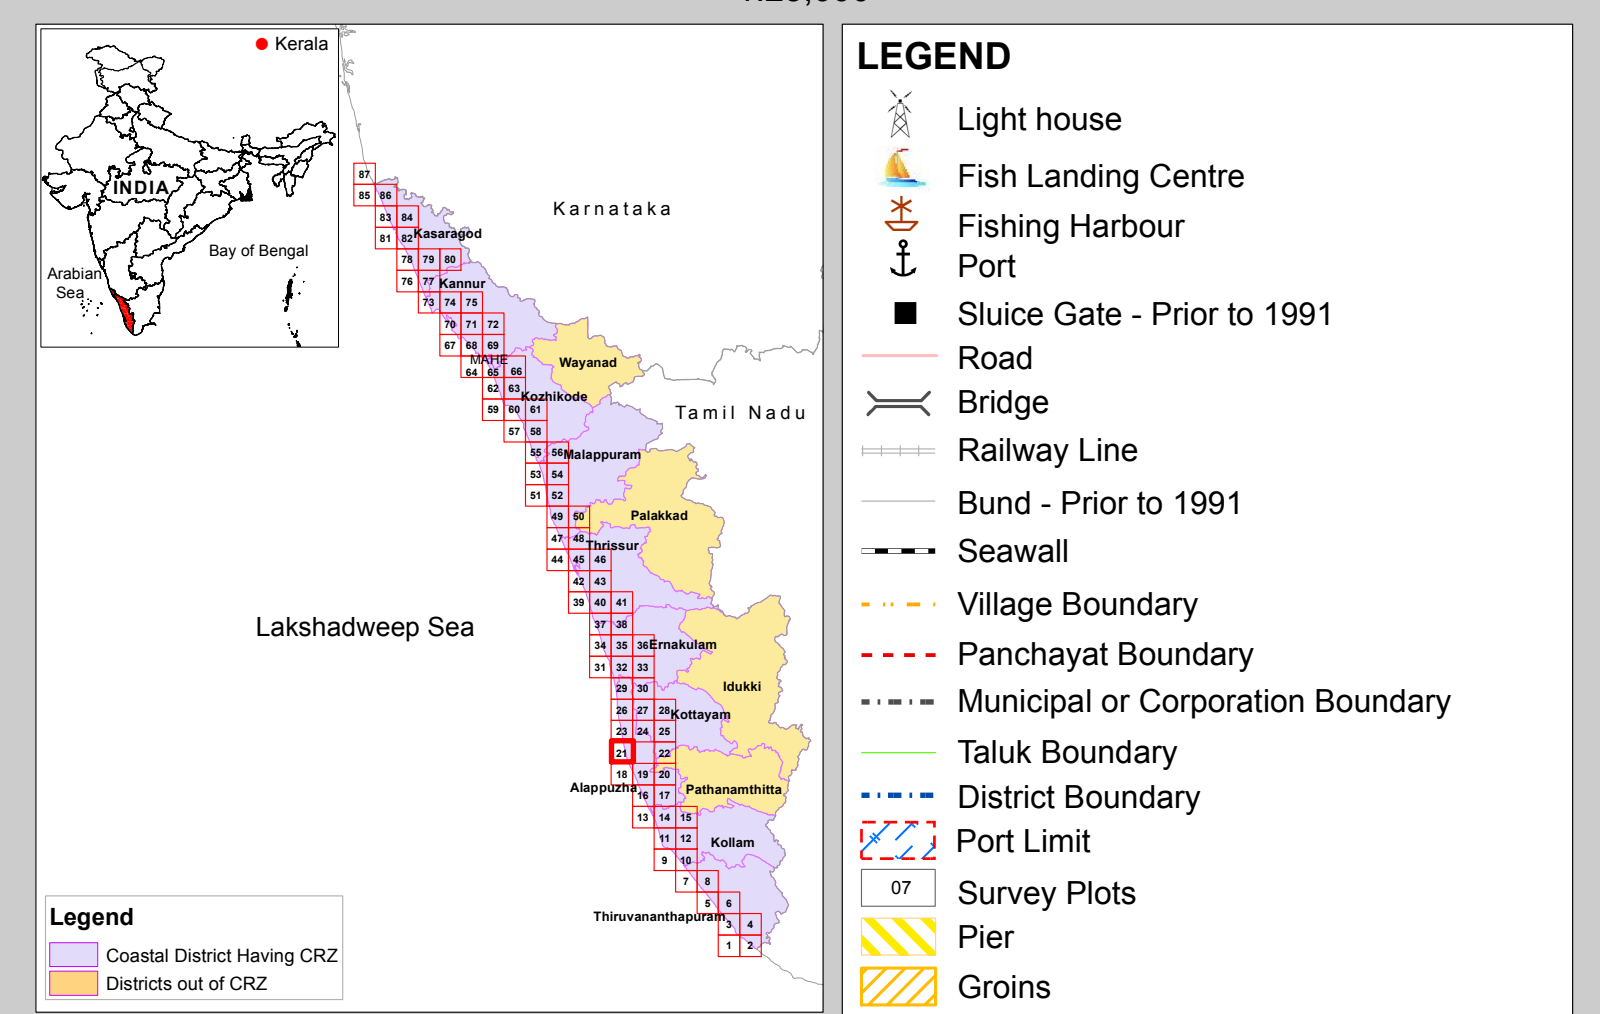 Kerala
INDIA
Bay of Bengal
Arabian
Sea
Karnataka
Tamil Nadu
Lakshadweep Sea
87
85 86
83 84
81 82
Kasaragod
78 79 80
76 77
Kannur
73 74 75
70 71 72
67 68 69
MAHE
64 65 66
Wayanad
62 63
Kozhikode
59 60 61
57 58
55 56
Malappuram
53 54
51 52
49 50
Palakkad
47 48
Thrissur
44 45 46
42 43
39 40 41
37 38
34 35 36
Ernakulam
31 32 33
29 30
Idukki
26 27 28
Kottayam
23 24 25
21 22
18 19 20
Alappuzha
Pathanamthitta
16 17
13 14 15
11 12
Kollam
9 10
7 8
5 6
Thiruvananthapuram
3 4
1 2
Legend
Coastal District Having CRZ
Districts out of CRZ
LEGEND
Light house
Fish Landing Centre
Fishing Harbour
Port
Sluice Gate - Prior to 1991
Road
Bridge
Railway Line
Bund - Prior to 1991
Seawall
Village Boundary
Panchayat Boundary
Municipal or Corporation Boundary
Taluk Boundary
District Boundary
Port Limit
07 Survey Plots
Pier
Groins